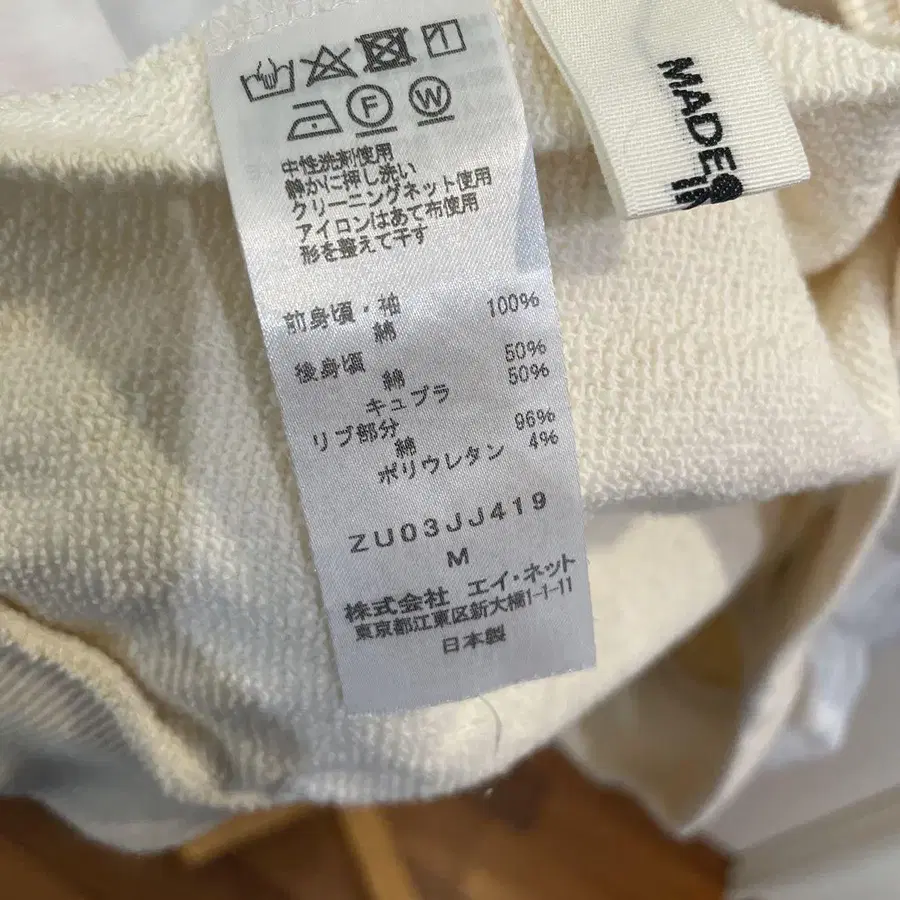 F W
中性洗剤使用
静かに押し洗い
クリーニングネット使用
アイロンはあて布使用
形を整えて干す
前身頃・袖
綿 100%
後身頃
綿 50%
キュプラ 50%
リブ部分
綿 96%
ポリウレタン 4%
ZU03JJ419
M
株式会社 エイ・ネット
東京都江東区新大橋1-1-11
日本製
MADE
IN